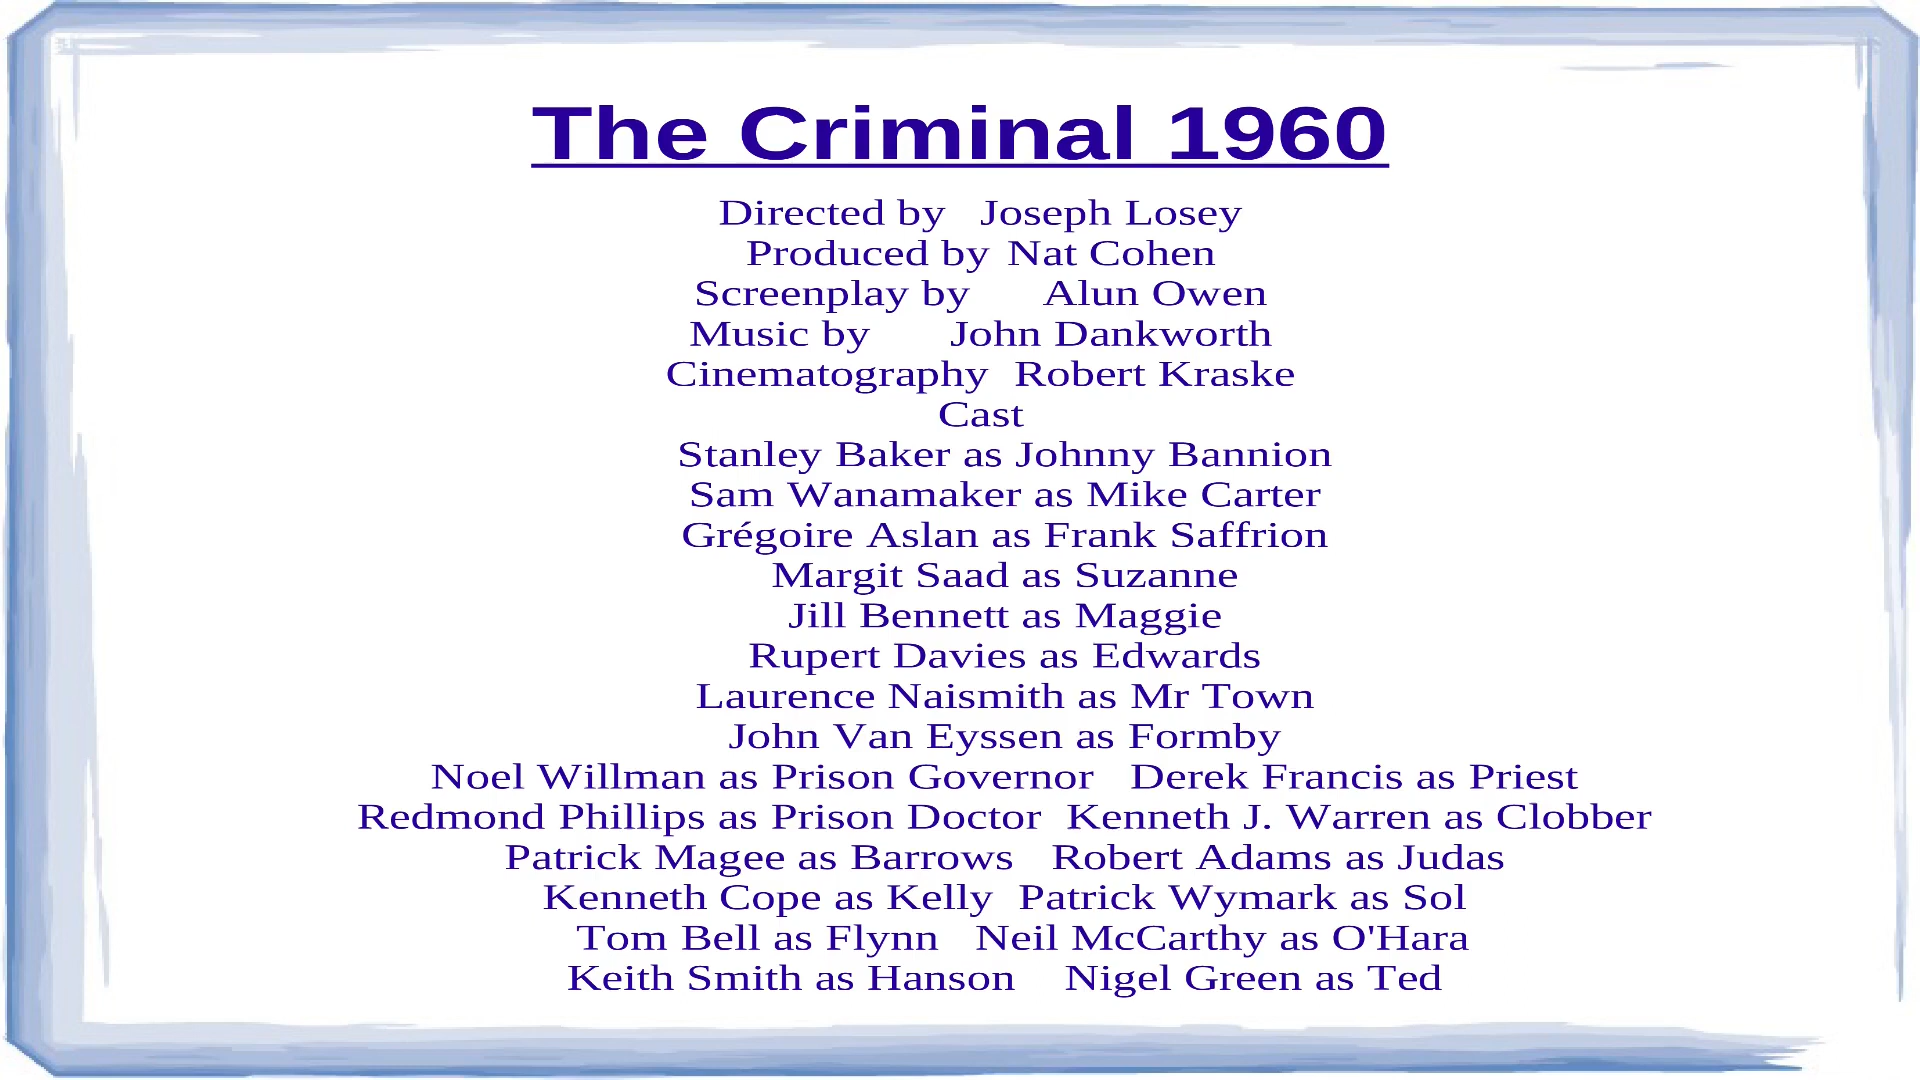 The Criminal 1960
Directed by Joseph Losey
Produced by Nat Cohen
Screenplay by Alun Owen
Music by John Dankworth
Cinematography Robert Kraske
Cast
Stanley Baker as Johnny Bannion
Sam Wanamaker as Mike Carter
Grégoire Aslan as Frank Saffrion
Margit Saad as Suzanne
Jill Bennett as Maggie
Rupert Davies as Edwards
Laurence Naismith as Mr Town
John Van Eyssen as Formby
Noel Willman as Prison Governor Derek Francis as Priest
Redmond Phillips as Prison Doctor Kenneth J. Warren as Clobber
Patrick Magee as Barrows Robert Adams as Judas
Kenneth Cope as Kelly Patrick Wymark as Sol
Tom Bell as Flynn Neil McCarthy as O'Hara
Keith Smith as Hanson Nigel Green as Ted